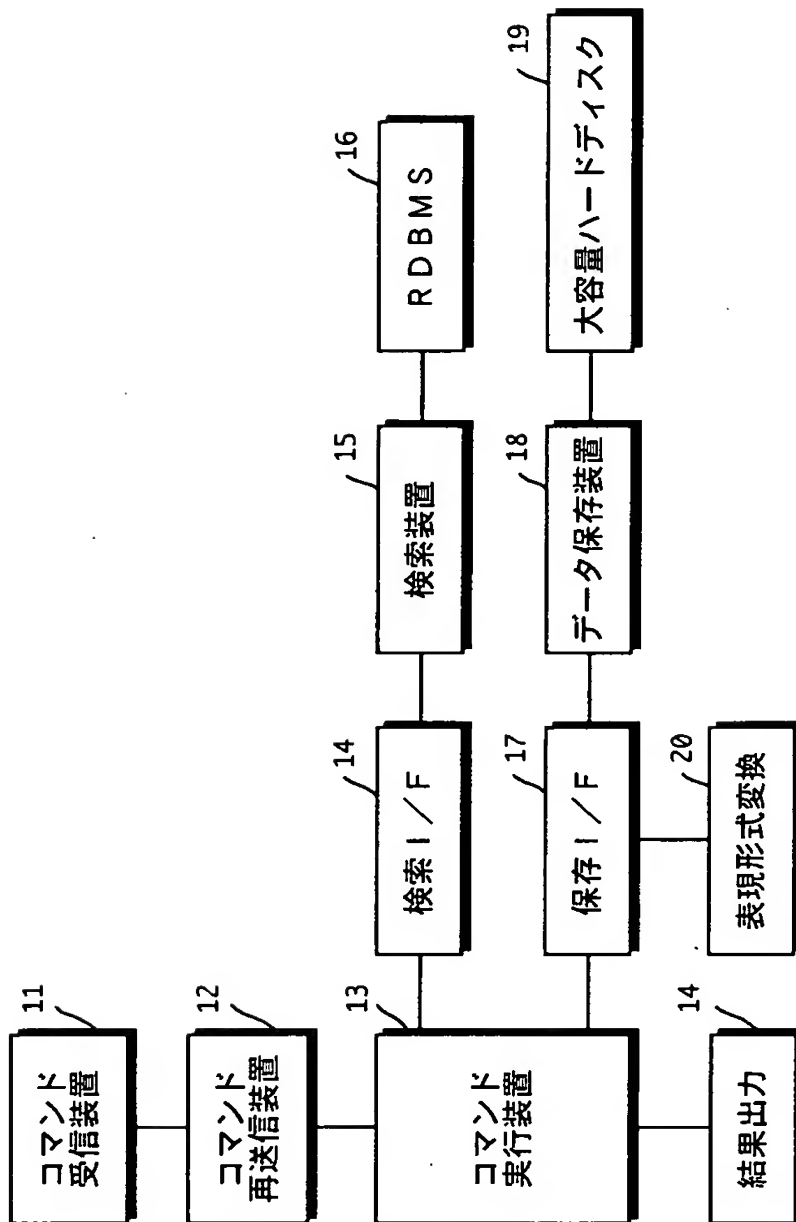 11
コマンド
受信装置
12
コマンド
再送信装置
13
コマンド
実行装置
14
結果出力
14
検索I/F
15
検索装置
16
RDBMS
17
保存I/F
18
データ保存装置
19
大容量ハードディスク
20
表現形式変換